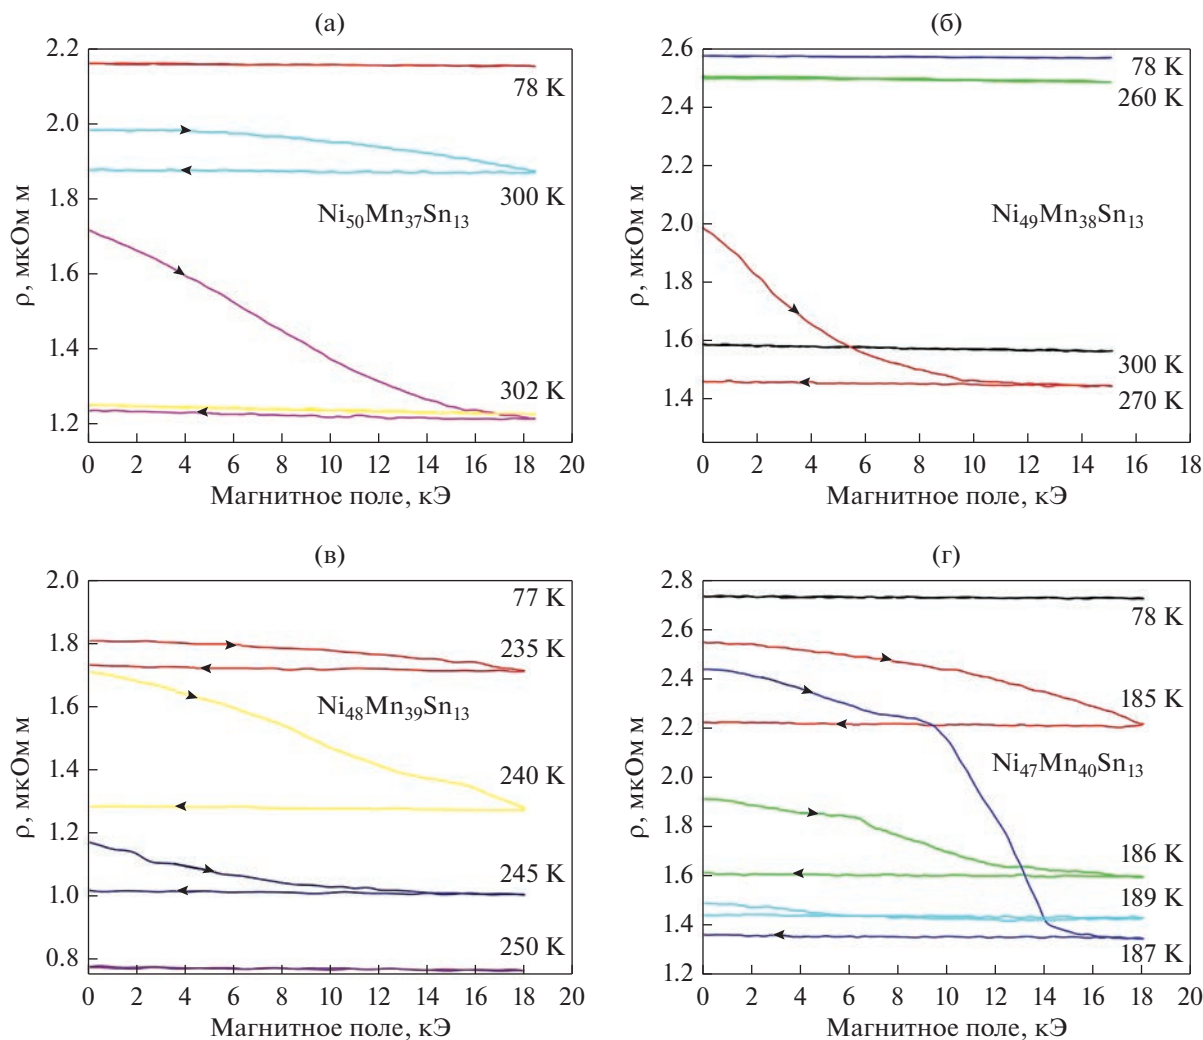 (а)
2.2
2.0
1.8
1.6
1.4
1.2
0 2 4 6 8 10 12 14 16 18 20
ρ, мкОм м
Магнитное поле, кЭ
78 K
300 K
Ni50Mn37Sn13
302 K
(б)
2.6
2.4
2.2
2.0
1.8
1.6
1.4
0 2 4 6 8 10 12 14 16 18
ρ, мкОм м
Магнитное поле, кЭ
78 K
260 K
Ni49Mn38Sn13
300 K
270 K
(в)
2.0
1.8
1.6
1.4
1.2
1.0
0.8
0 2 4 6 8 10 12 14 16 18 20
ρ, мкОм м
Магнитное поле, кЭ
77 K
235 K
Ni48Mn39Sn13
240 K
245 K
250 K
(г)
2.8
2.6
2.4
2.2
2.0
1.8
1.6
1.4
1.2
0 2 4 6 8 10 12 14 16 18 20
ρ, мкОм м
Магнитное поле, кЭ
78 K
185 K
Ni47Mn40Sn13
186 K
189 K
187 K